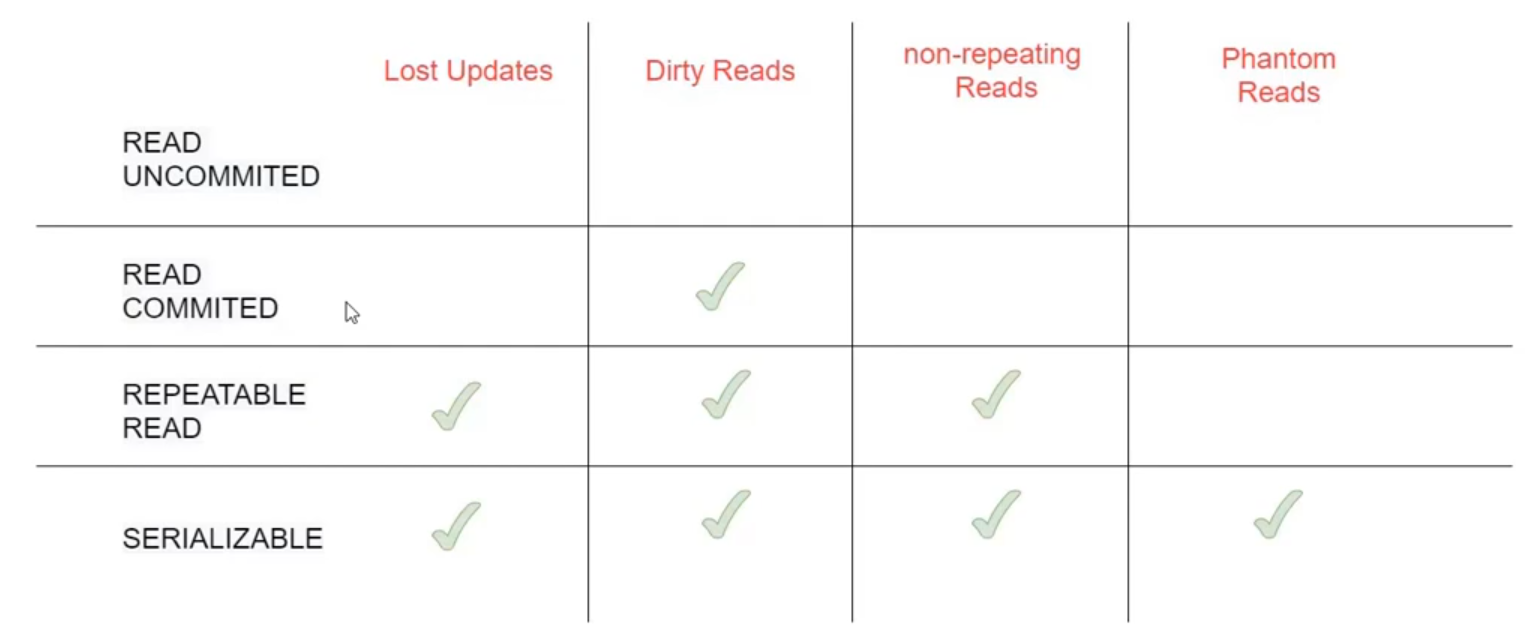 Lost Updates
Dirty Reads
non-repeating
Reads
Phantom
Reads
READ
UNCOMMITED
READ
COMMITED
REPEATABLE
READ
SERIALIZABLE